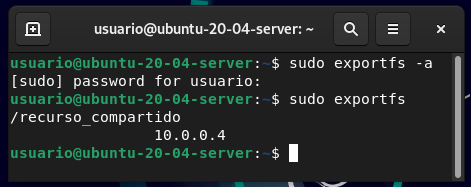 usuario@ubuntu-20-04-server: ~
usuario@ubuntu-20-04-server:~$ sudo exportfs -a
[sudo] password for usuario:
usuario@ubuntu-20-04-server:~$ sudo exportfs
/recurso_compartido
                10.0.0.4
usuario@ubuntu-20-04-server:~$